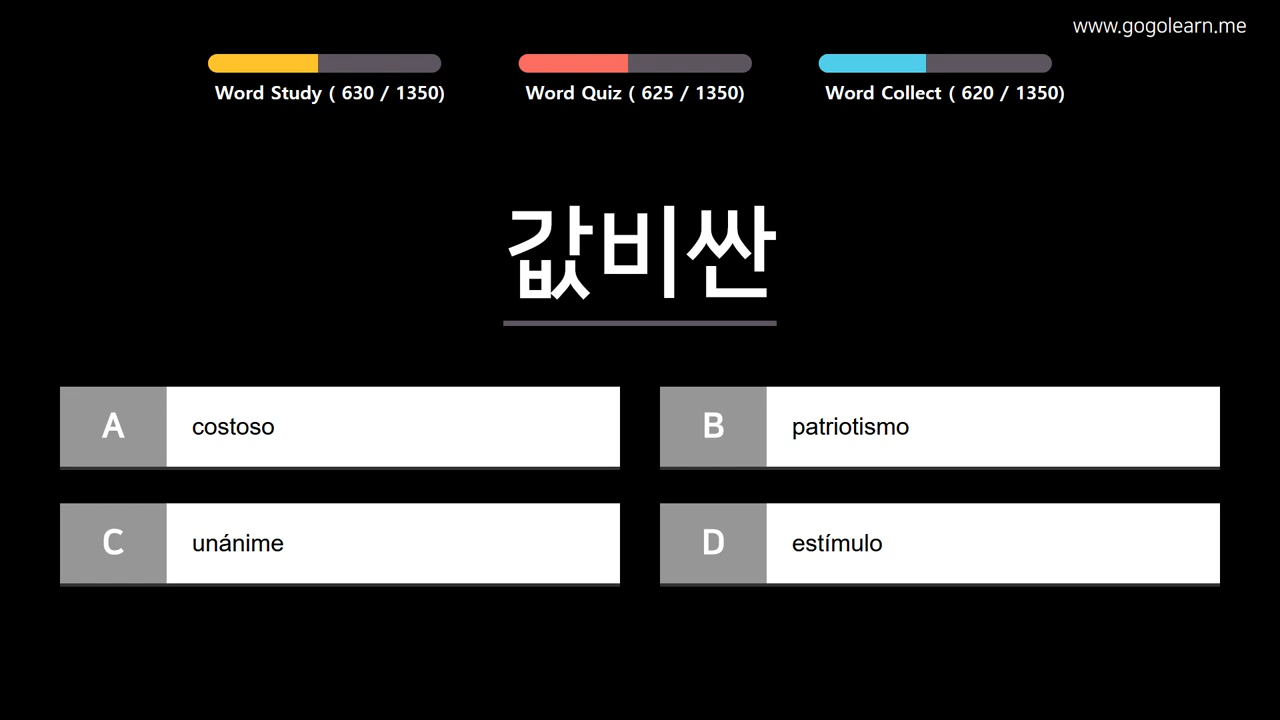 www.gogolearn.me
Word Study ( 630 / 1350)
Word Quiz ( 625 / 1350)
Word Collect ( 620 / 1350)
값비싼
A
costoso
B
patriotismo
C
unánime
D
estímulo